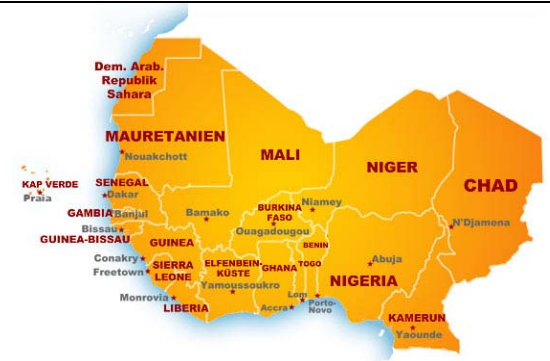 Dem. Arab.
Republik
Sahara
MAURETANIEN
Nouakchott
MALI
NIGER
CHAD
KAP VERDE
Praia
SENEGAL
Dakar
GAMBIA
Banjul
Bissau
GUINEA-BISSAU
Bamako
BURKINA
FASO
Ouagadougou
Niamey
N'Djamena
GUINEA
Conakry
Freetown
SIERRA
LEONE
ELFENBEIN-
KÜSTE
Yamoussoukro
GHANA
TOGO
BENIN
Abuja
NIGERIA
Monrovia
LIBERIA
Accra
Lom
Porto-
Novo
KAMERUN
Yaounde